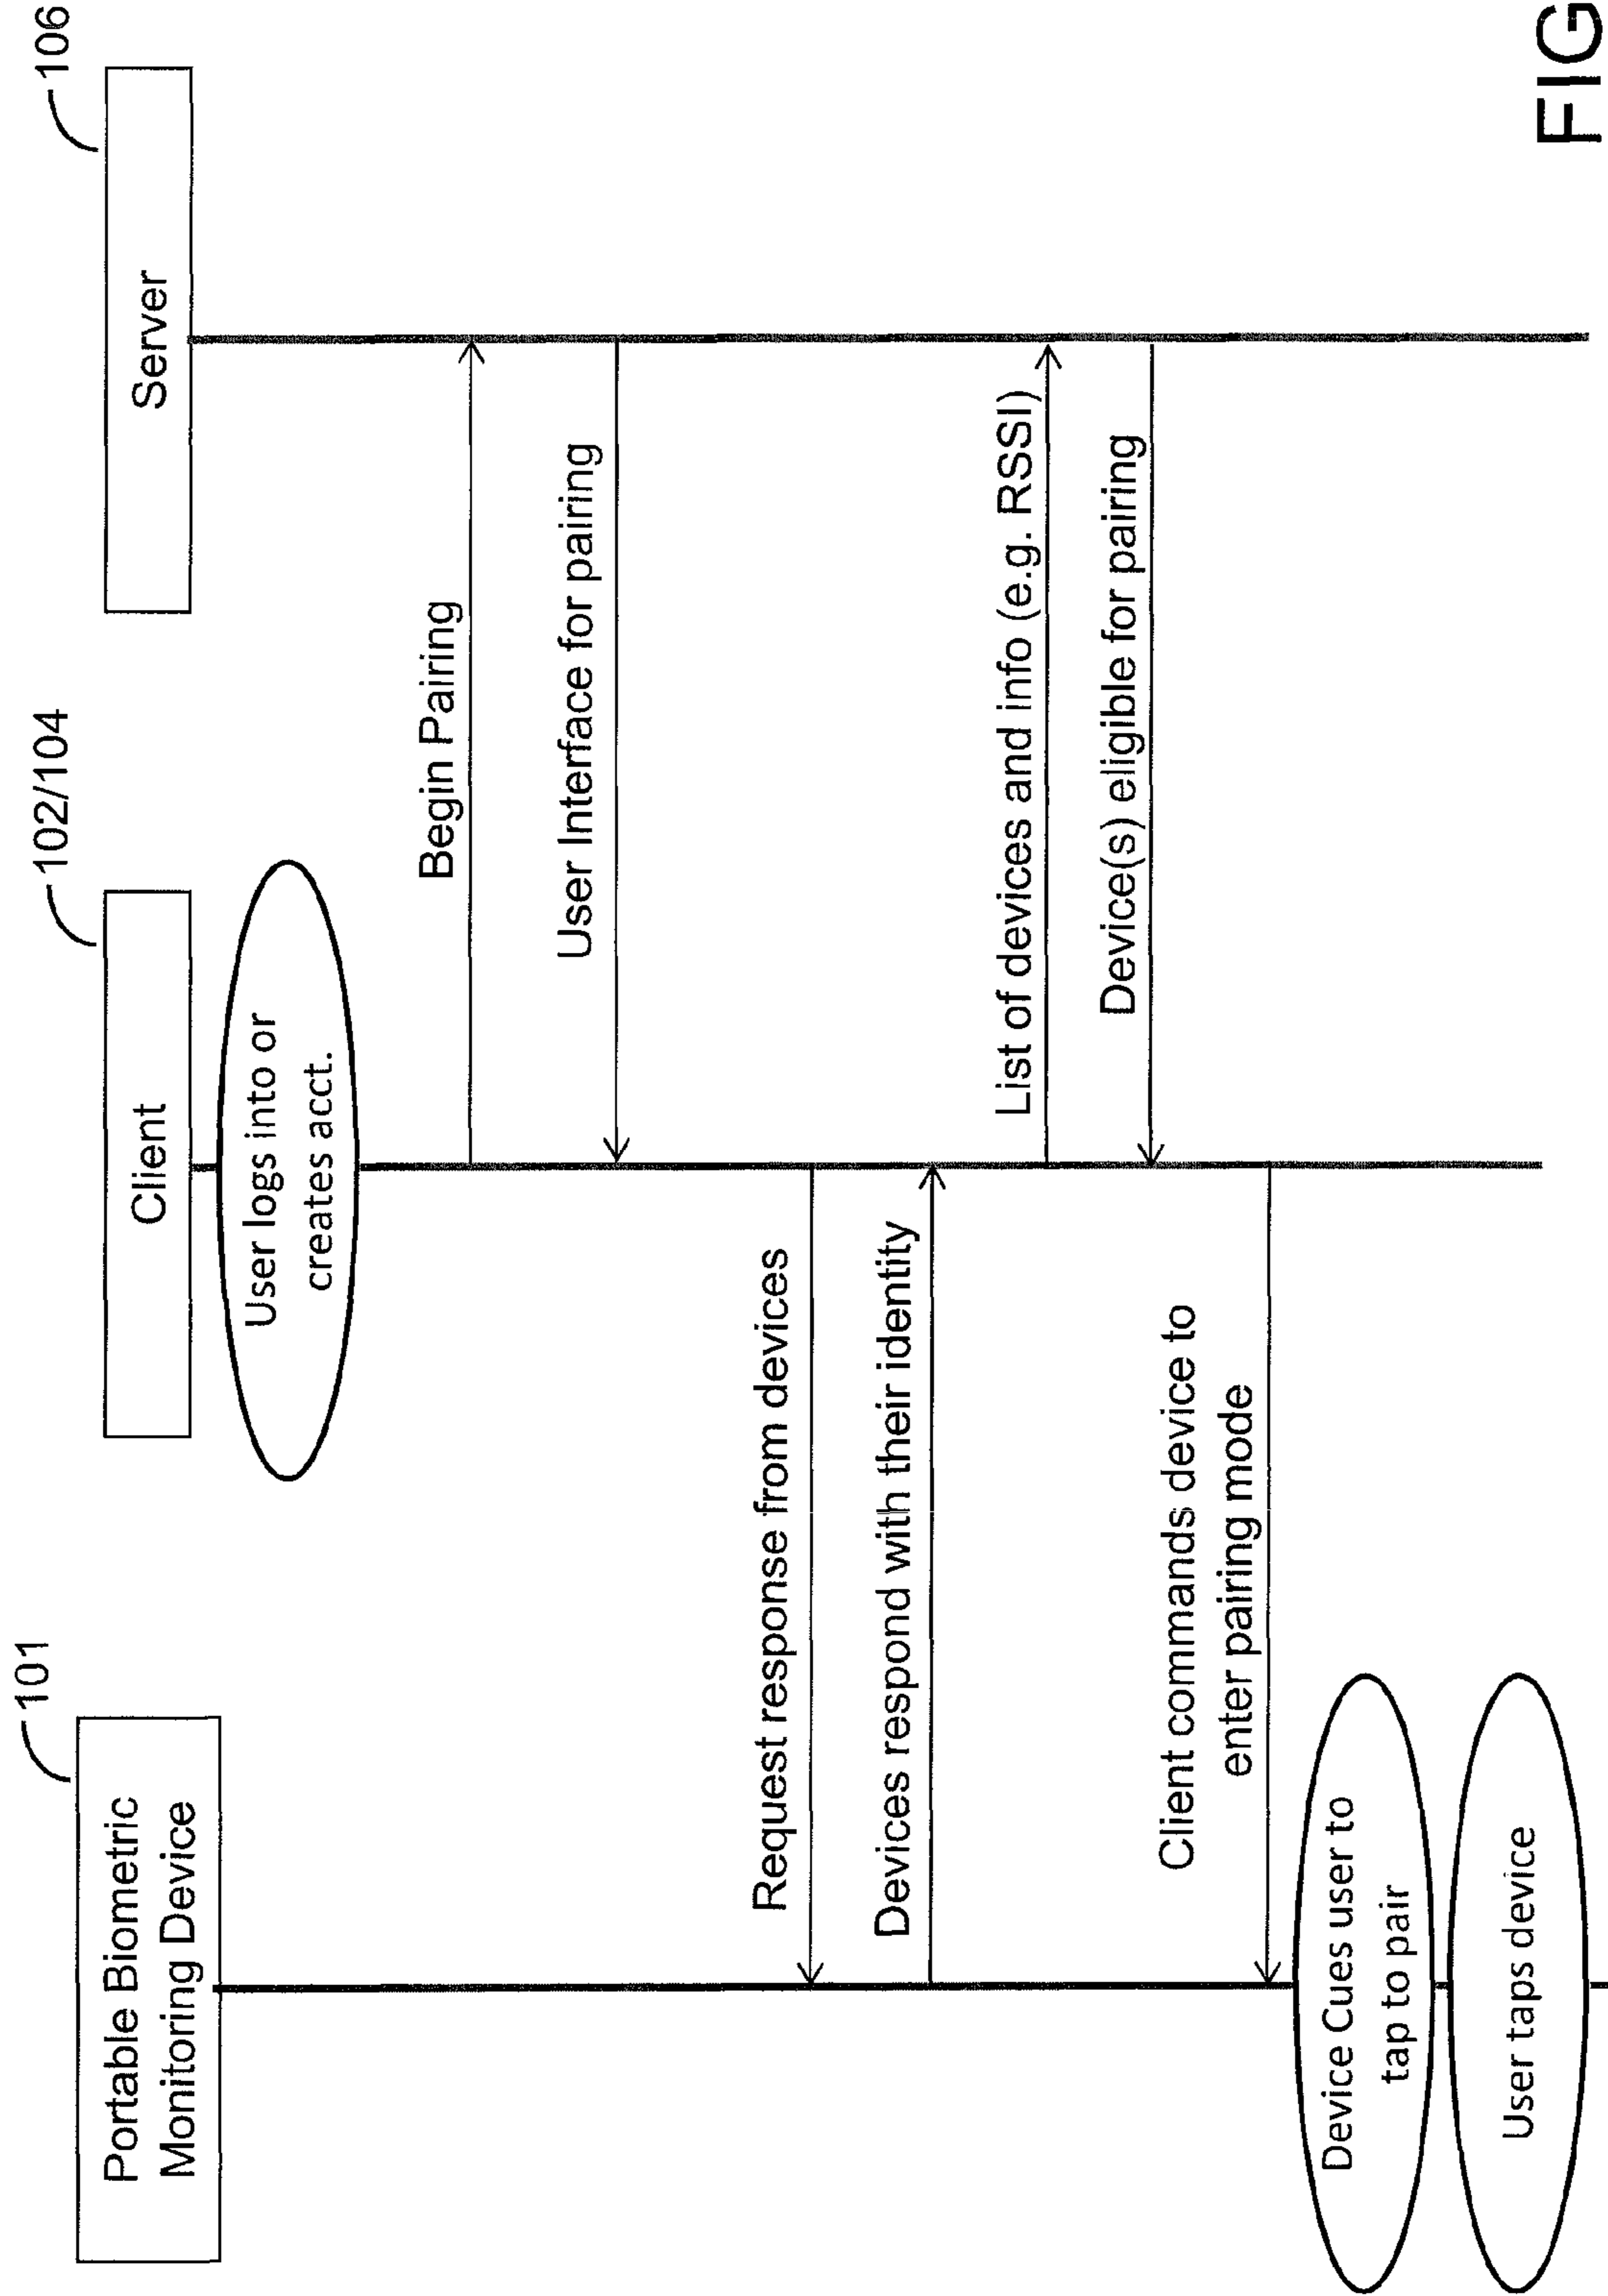 101
Portable Biometric
Monitoring Device
102/104
Client
106
Server
User logs into or
creates acct.
Begin Pairing
User Interface for pairing
Request response from devices
Devices respond with their identity
List of devices and info (e.g. RSSI)
Device(s) eligible for pairing
Client commands device to
enter pairing mode
Device Cues user to
tap to pair
User taps device
FIG